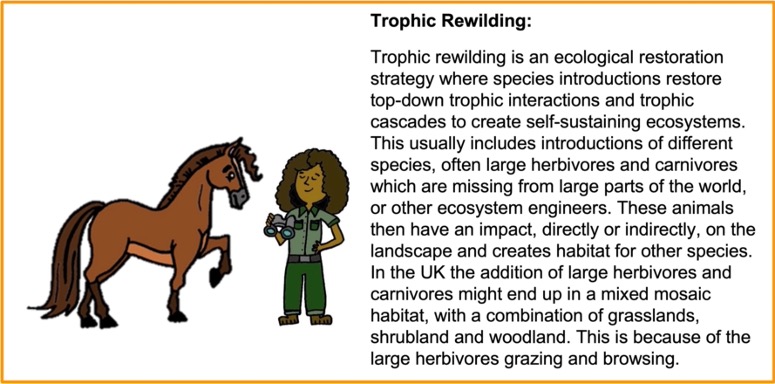 Trophic Rewilding:
Trophic rewilding is an ecological restoration
strategy where species introductions restore
top-down trophic interactions and trophic
cascades to create self-sustaining ecosystems.
This usually includes introductions of different
species, often large herbivores and carnivores
which are missing from large parts of the world,
or other ecosystem engineers. These animals
then have an impact, directly or indirectly, on the
landscape and creates habitat for other species.
In the UK the addition of large herbivores and
carnivores might end up in a mixed mosaic
habitat, with a combination of grasslands,
shrubland and woodland. This is because of the
large herbivores grazing and browsing.